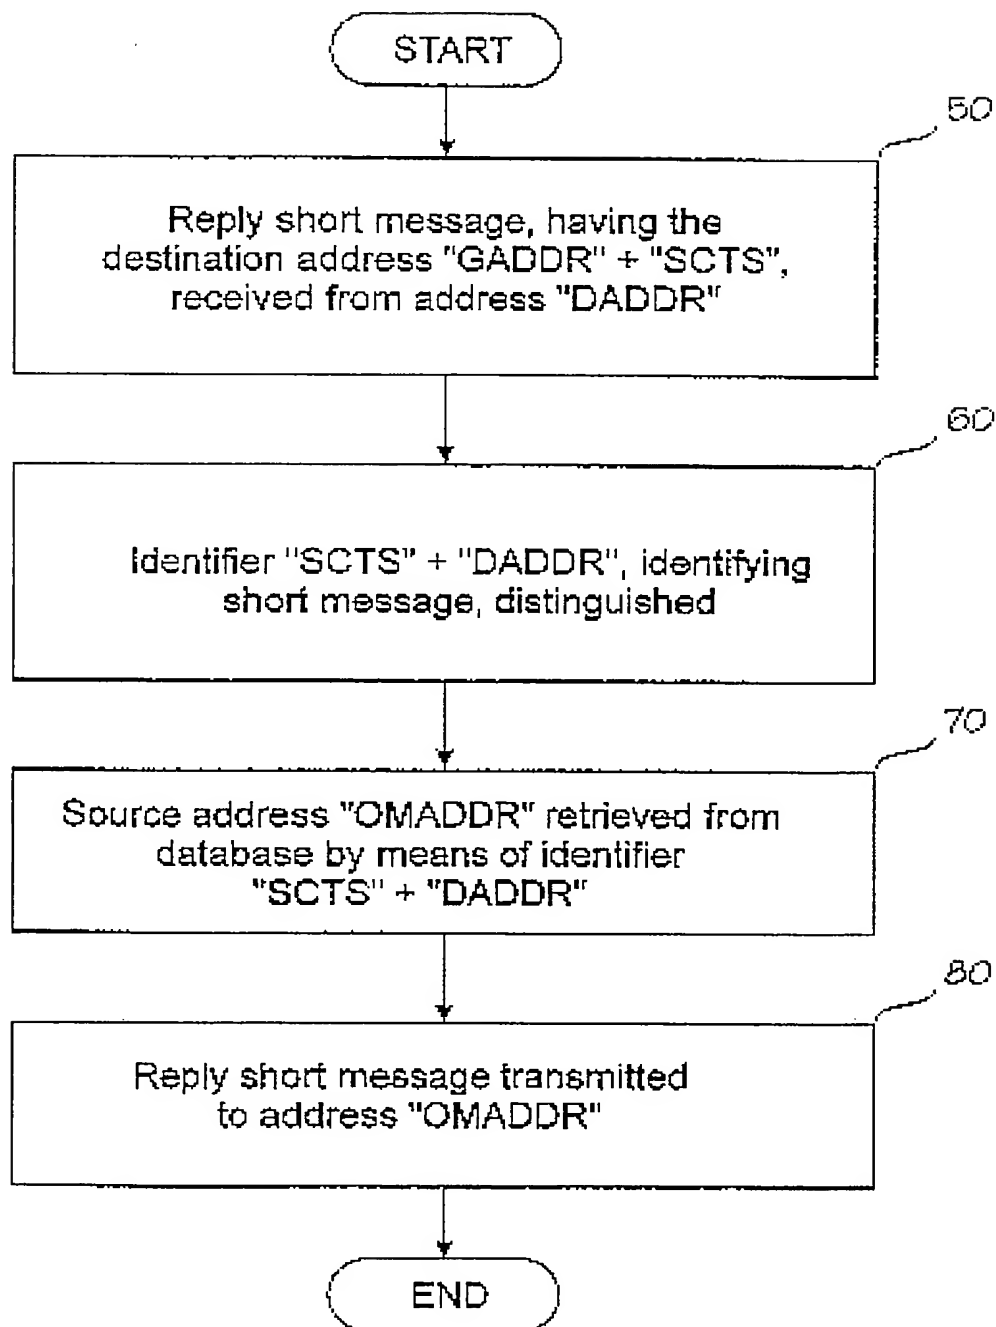 START
50
Reply short message, having the
destination address "GADDR" + "SCTS",
received from address "DADDR"
60
Identifier "SCTS" + "DADDR", identifying
short message, distinguished
70
Source address "OMADDR" retrieved from
database by means of identifier
"SCTS" + "DADDR"
80
Reply short message transmitted
to address "OMADDR"
END